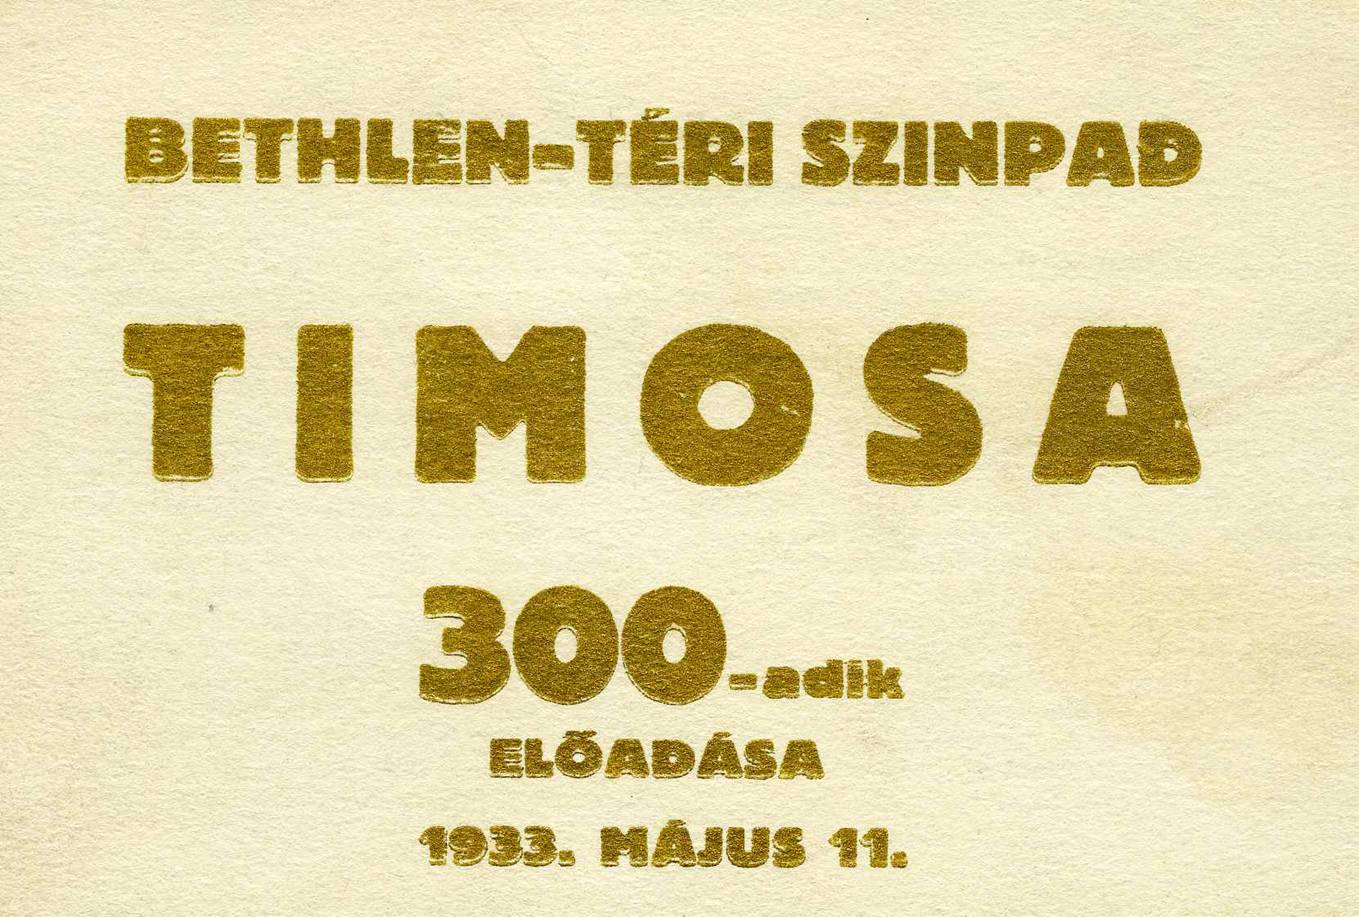 BETHLEN-TÉRI SZINPAD
TIMOSA
300-adik
ELŐADÁSA
1933. MÁJUS 11.